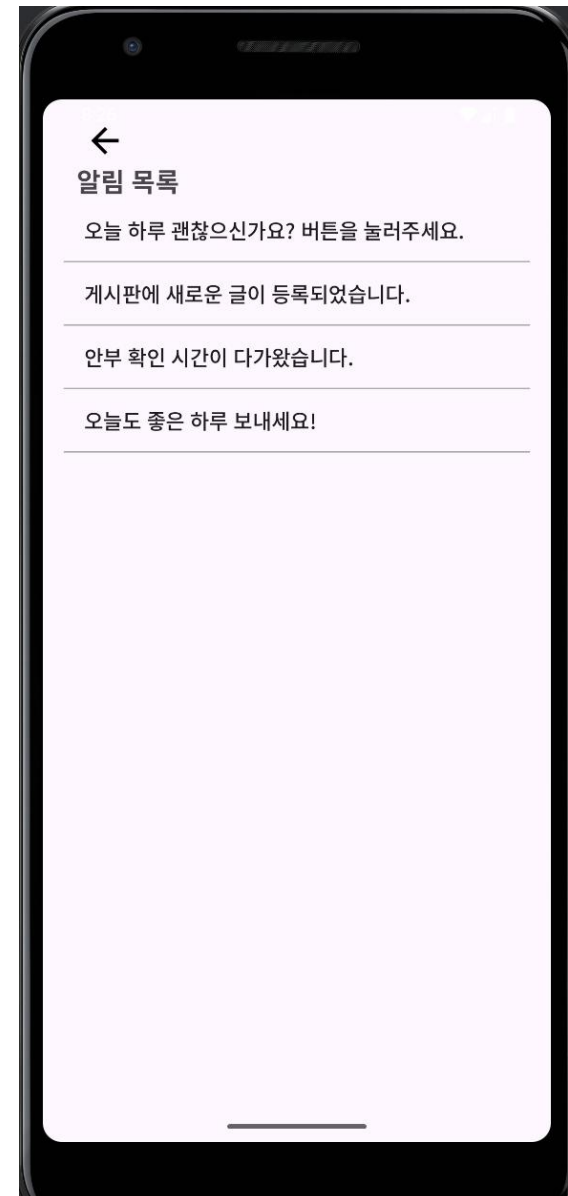 알림 목록
오늘 하루 괜찮으신가요? 버튼을 눌러주세요.
게시판에 새로운 글이 등록되었습니다.
안부 확인 시간이 다가왔습니다.
오늘도 좋은 하루 보내세요!